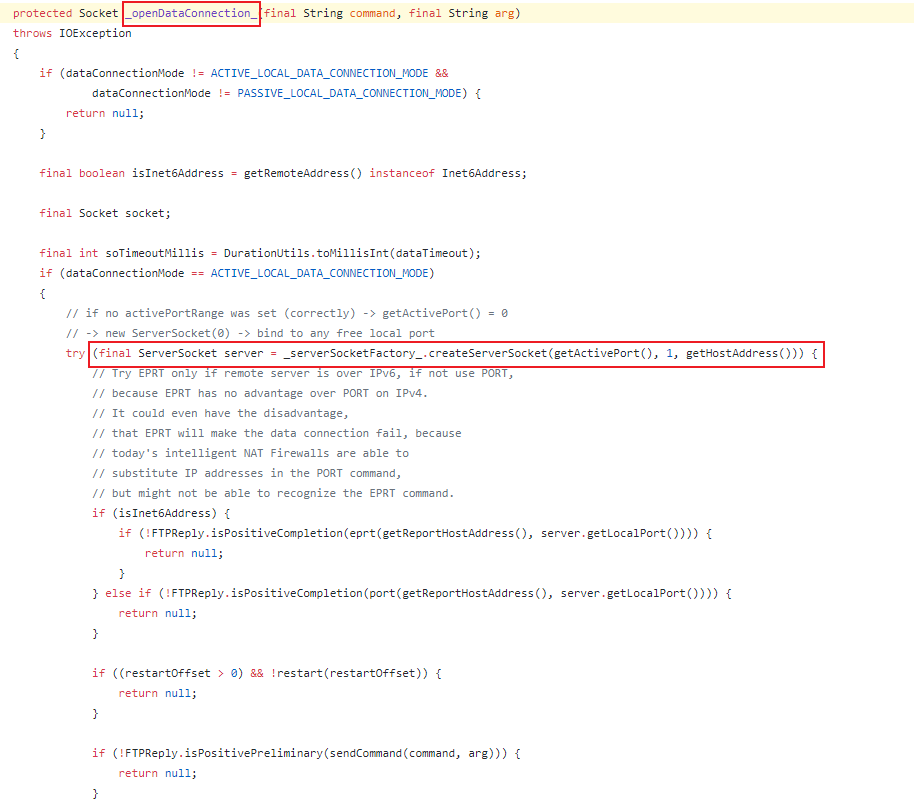 protected Socket _openDataConnection_(final String command, final String arg)
throws IOException
{
    if (dataConnectionMode != ACTIVE_LOCAL_DATA_CONNECTION_MODE &&
            dataConnectionMode != PASSIVE_LOCAL_DATA_CONNECTION_MODE) {
        return null;
    }

    final boolean isInet6Address = getRemoteAddress() instanceof Inet6Address;

    final Socket socket;

    final int soTimeoutMillis = DurationUtils.toMillisInt(dataTimeout);
    if (dataConnectionMode == ACTIVE_LOCAL_DATA_CONNECTION_MODE)
    {
        // if no activePortRange was set (correctly) -> getActivePort() = 0
        // -> new ServerSocket(0) -> bind to any free local port
        try (final ServerSocket server = _serverSocketFactory_.createServerSocket(getActivePort(), 1, getHostAddress())) {
            // Try EPRT only if remote server is over IPv6, if not use PORT,
            // because EPRT has no advantage over PORT on IPv4.
            // It could even have the disadvantage,
            // that EPRT will make the data connection fail, because
            // today's intelligent NAT Firewalls are able to
            // substitute IP addresses in the PORT command,
            // but might not be able to recognize the EPRT command.
            if (isInet6Address) {
                if (!FTPReply.isPositiveCompletion(eprt(getReportHostAddress(), server.getLocalPort()))) {
                    return null;
                }
            } else if (!FTPReply.isPositiveCompletion(port(getReportHostAddress(), server.getLocalPort()))) {
                return null;
            }

            if ((restartOffset > 0) && !restart(restartOffset)) {
                return null;
            }

            if (!FTPReply.isPositivePreliminary(sendCommand(command, arg))) {
                return null;
            }